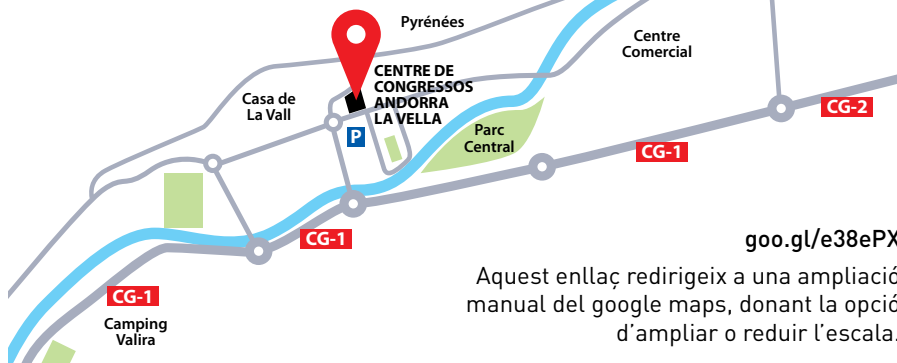 Pyrénées
Centre
Comercial
CENTRE DE
CONGRESSOS
ANDORRA
LA VELLA
Casa de
La Vall
P
CG-2
Parc
Central
CG-1
CG-1
goo.gl/e38ePX
Aquest enllaç redirigeix a una ampliació
manual del google maps, donant la opció
d’ampliar o reduir l’escala.
CG-1
Camping
Valira